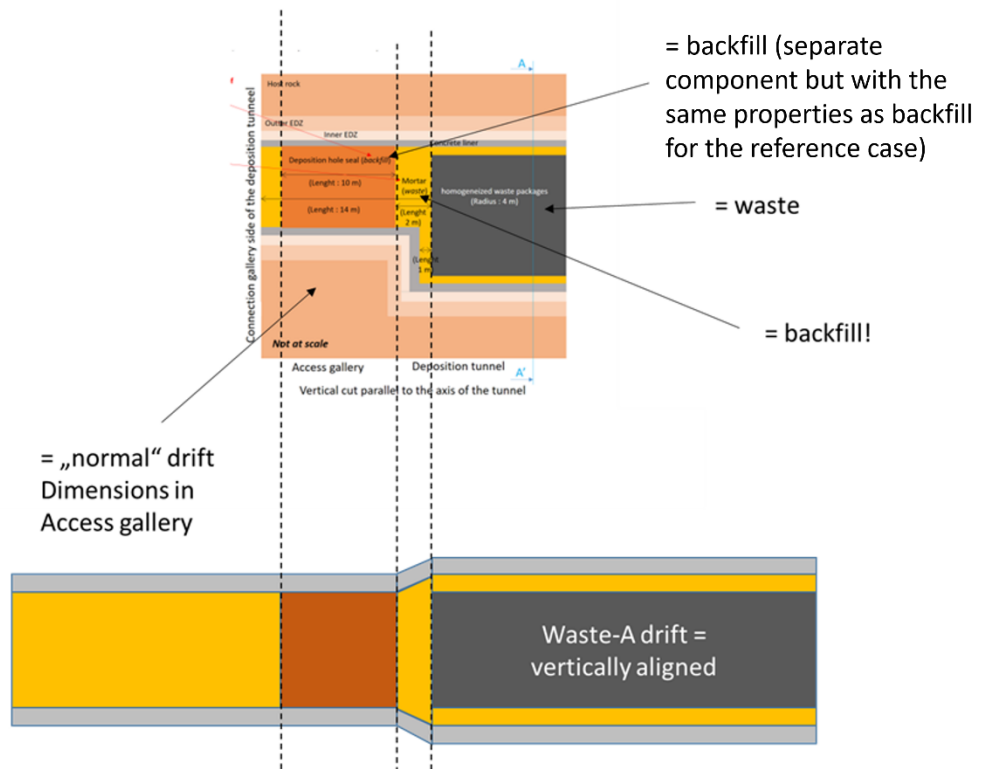 = backfill (separate
component but with the
same properties as backfill
for the reference case)
A
Host rock
Outter EDZ
Inner EDZ
Concrete liner
Deposition hole seal (backfill)
(Lenght : 10 m)
(Lenght : 14 m)
Mortar
(waste)
(Lenght
2 m)
(Lenght
1 m)
homogeneized waste packages
(Radius : 4 m)
Connection gallery side of the deposition tunneel
= waste
= backfill!
Not at scale
Access gallery
Deposition tunnel
A'
Vertical cut parallel to the axis of the tunnel
= „normal“ drift
Dimensions in
Access gallery
Waste-A drift =
vertically aligned